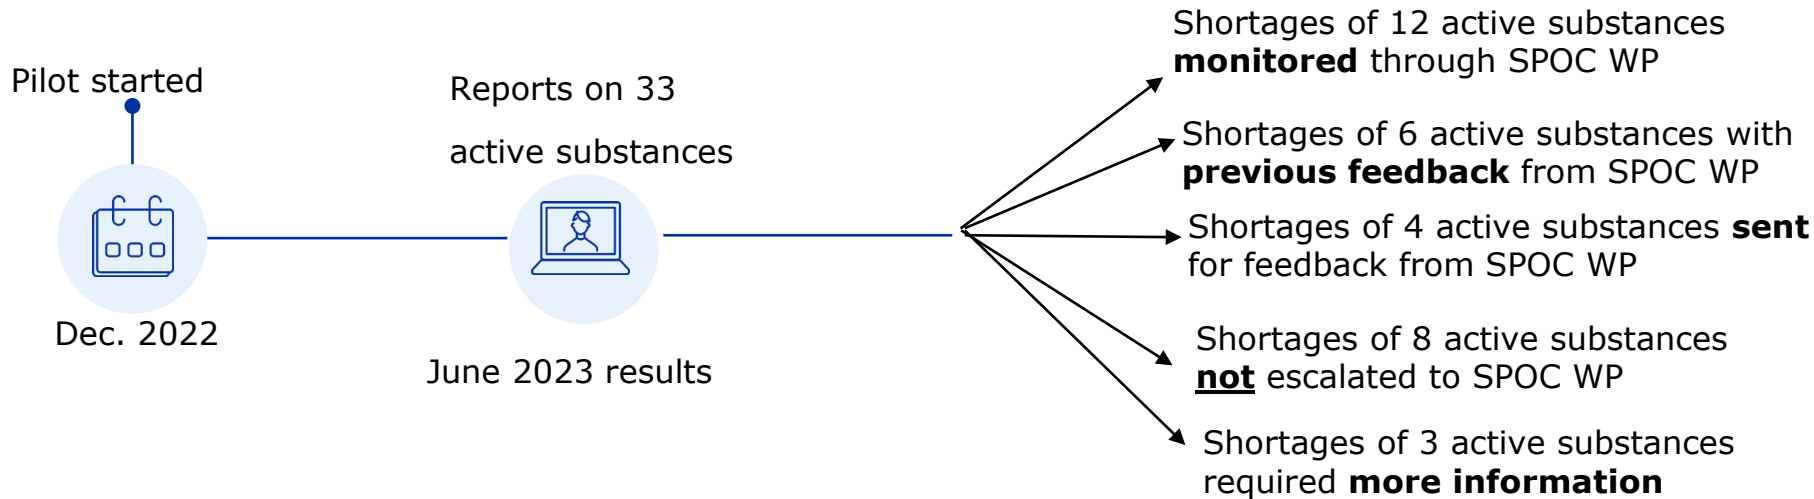 Pilot started
Dec. 2022
Reports on 33
active substances
June 2023 results
Shortages of 12 active substances
monitored through SPOC WP
Shortages of 6 active substances with
previous feedback from SPOC WP
Shortages of 4 active substances sent
for feedback from SPOC WP
Shortages of 8 active substances
not escalated to SPOC WP
Shortages of 3 active substances
required more information